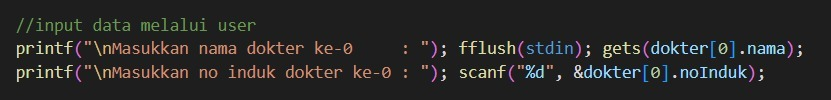 //input data melalui user
printf("\nMasukkan nama dokter ke-0    : "); fflush(stdin); gets(dokter[0].nama);
printf("\nMasukkan no induk dokter ke-0 : "); scanf("%d", &dokter[0].noInduk);